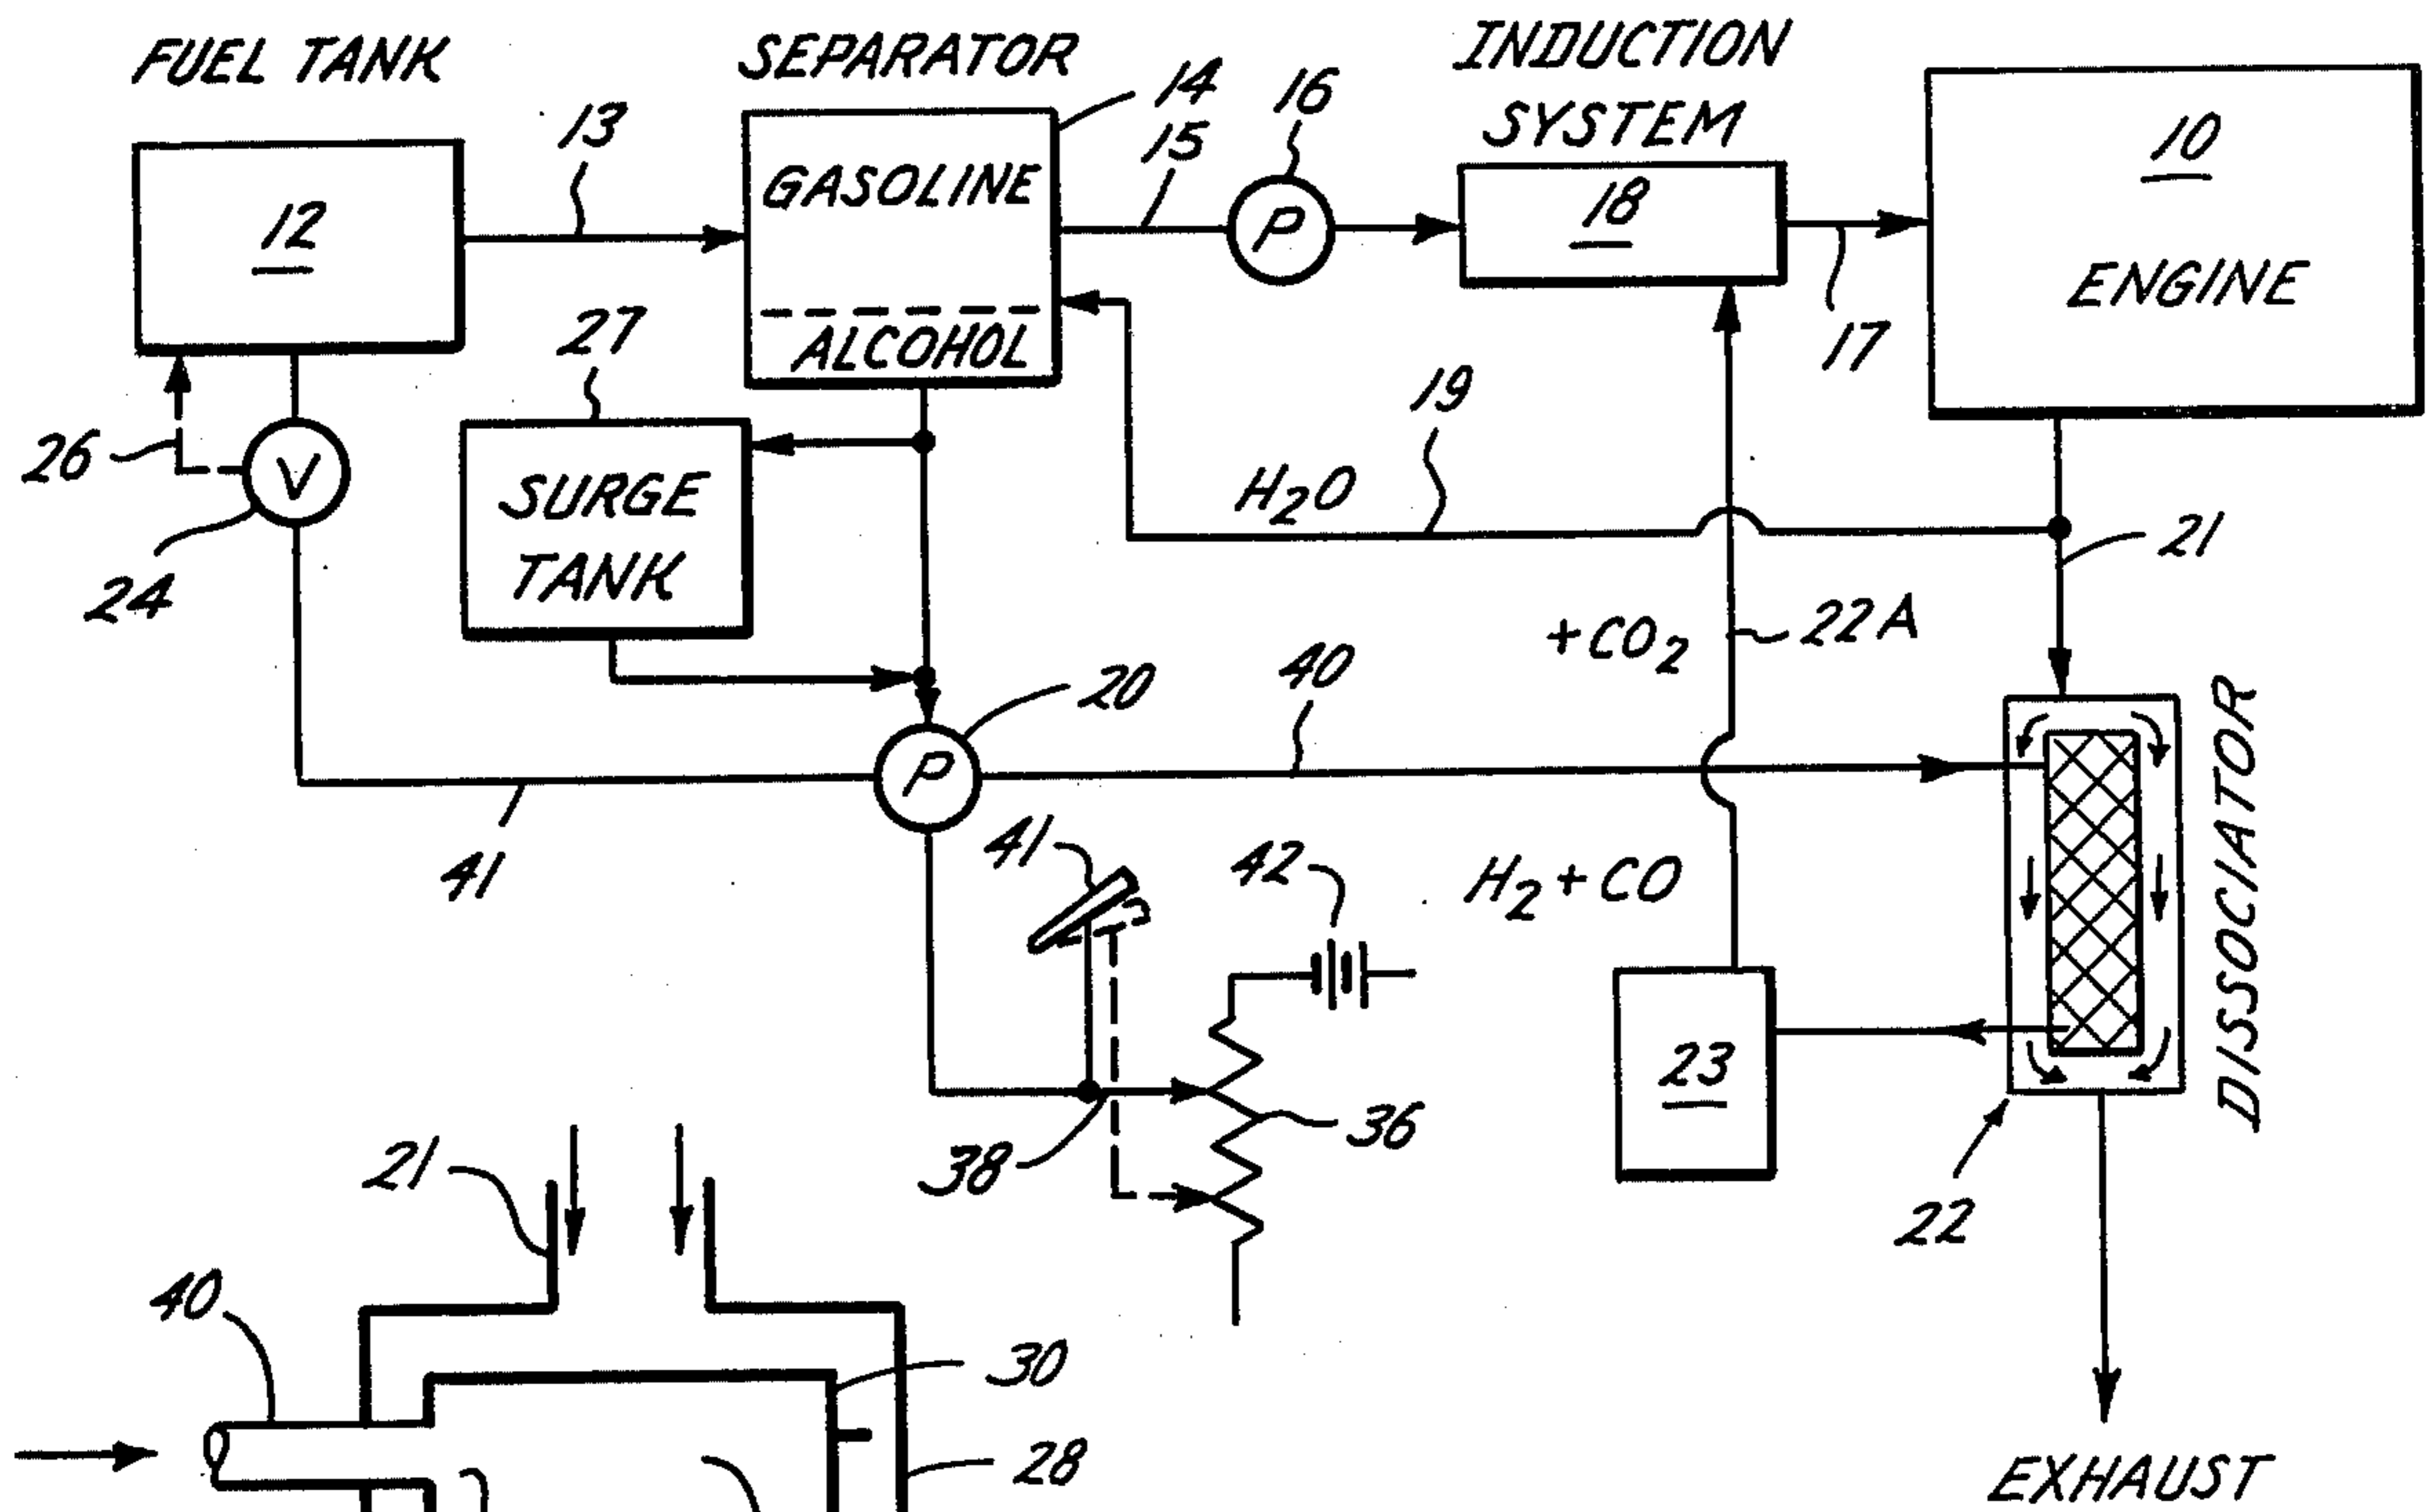 FUEL TANK
SEPARATOR
INDUCTION
SYSTEM
13
14
15
16
12
GASOLINE
ALCOHOL
P
18
10
ENGINE
17
27
26
V
24
SURGE
TANK
19
H2O
21
+CO2
22A
20
40
P
41
41
42
H2+CO
DISSOCIATOR
23
38
36
22
21
40
30
28
EXHAUST